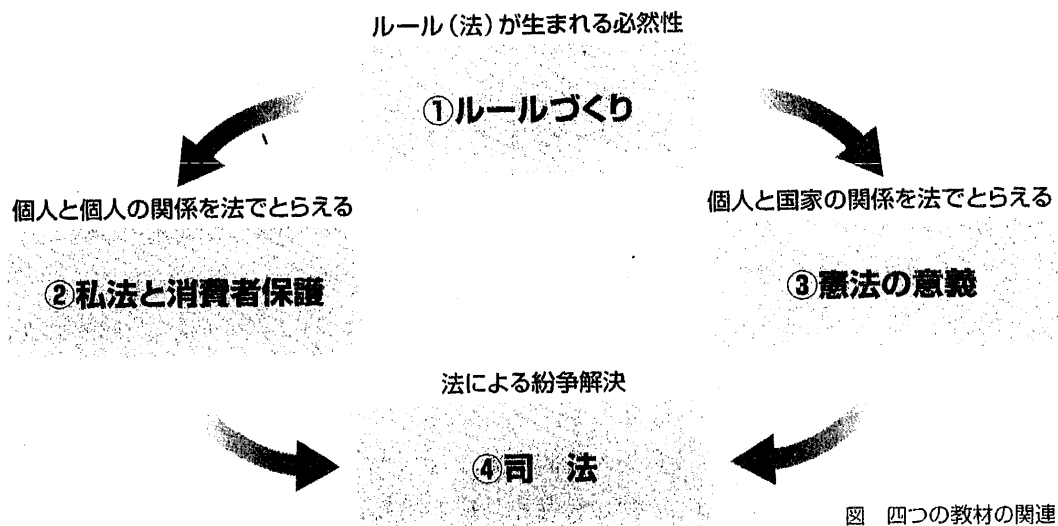 ルール(法)が生まれる必然性
①ルールづくり
個人と個人の関係を法でとらえる
②私法と消費者保護
個人と国家の関係を法でとらえる
③憲法の意義
法による紛争解決
④司 法
図 四つの教材の関連